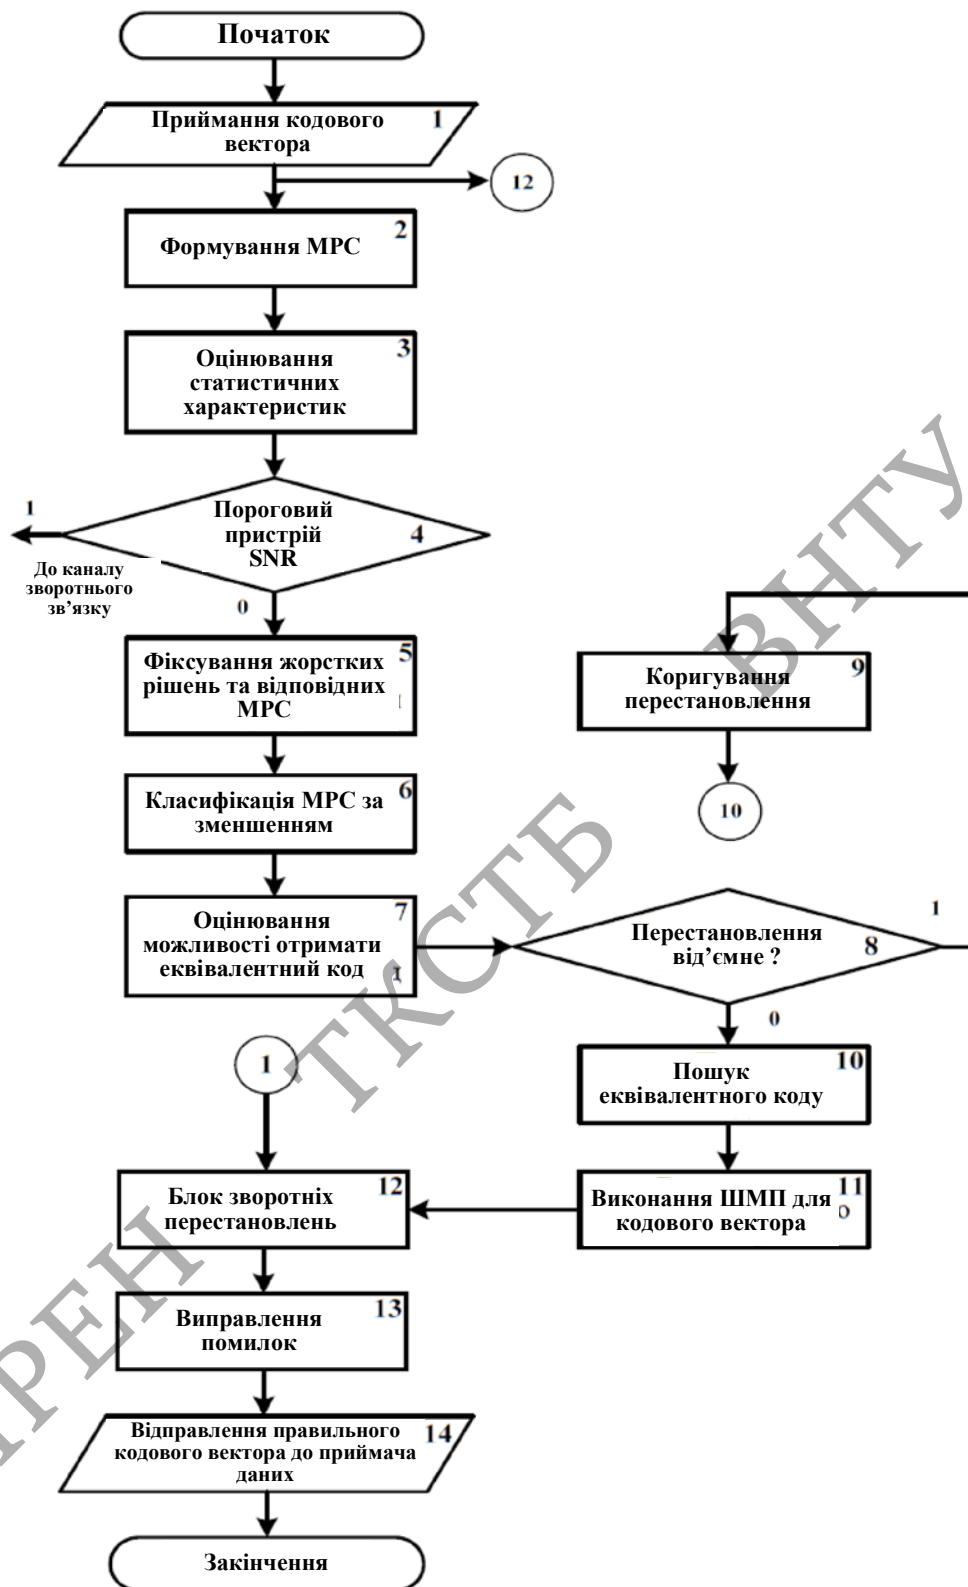 Початок
Приймання кодового
вектора
1
12
Формування МРС
2
Оцінювання
статистичних
характеристик
3
Пороговий
пристрій
SNR
4
1
До каналу
зворотнього
зв’язку
0
Фіксування жорстких
рішень та відповідних
МРС
5
Класифікація МРС за
зменшенням
6
Оцінювання
можливості отримати
еквівалентний код
7
Перестановлення
від’ємне ?
8
1
0
Коригування
перестановлення
9
10
Пошук
еквівалентного коду
10
Виконання ШМП для
кодового вектора
11
1
Блок зворотніх
перестановлень
12
Виправлення
помилок
13
Відправлення правильного
кодового вектора до приймача
даних
14
Закінчення
РЕН ТКСТБ ВНТУ